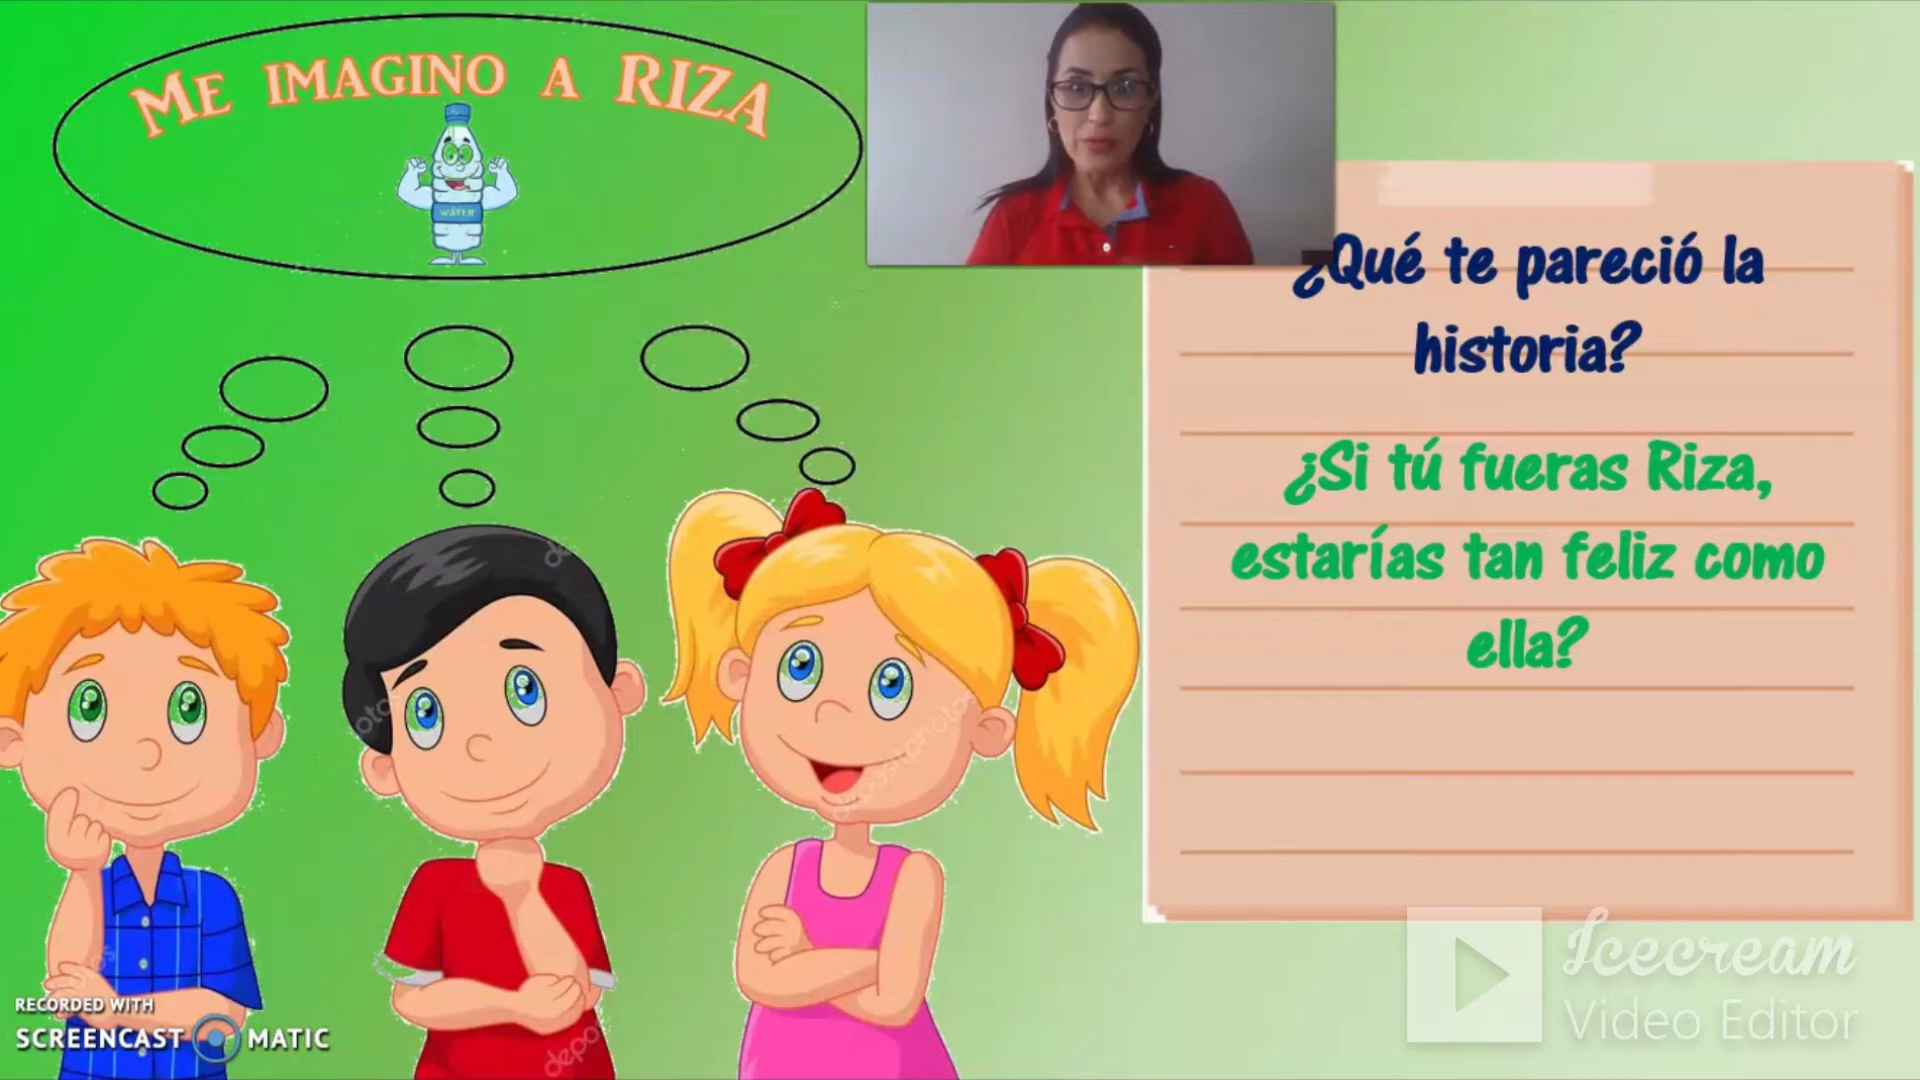 ME IMAGINO A RIZA
WATER
¿Qué te pareció la
historia?
¿Si tú fueras Riza,
estarías tan feliz como
ella?
RECORDED WITH
SCREENCAST MATIC
Icecream
Video Editor
depositphotos